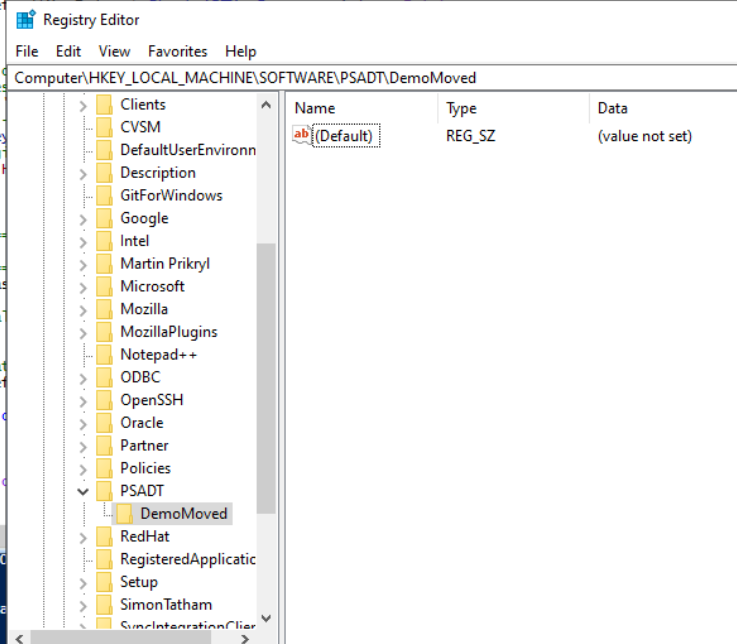 Registry Editor
File Edit View Favorites Help
Computer\HKEY_LOCAL_MACHINE\SOFTWARE\PSADT\DemoMoved
Clients
CVSM
DefaultUserEnvironn
Description
GitForWindows
Google
Intel
Martin Prikryl
Microsoft
Mozilla
MozillaPlugins
Notepad++
ODBC
OpenSSH
Oracle
Partner
Policies
PSADT
DemoMoved
RedHat
RegisteredApplicatic
Setup
SimonTatham
SyncIntegrationClien
Name Type Data
ab (Default) REG_SZ (value not set)